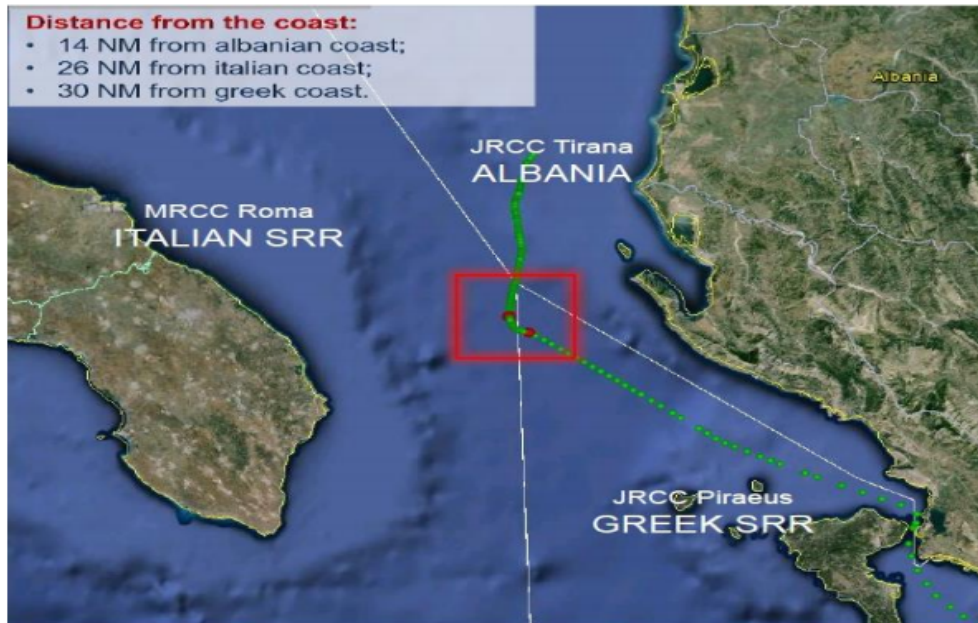 Distance from the coast:
• 14 NM from albanian coast;
• 26 NM from italian coast;
• 30 NM from greek coast.
Albania
JRCC Tirana
ALBANIA
MRCC Roma
ITALIAN SRR
JRCC Piraeus
GREEK SRR